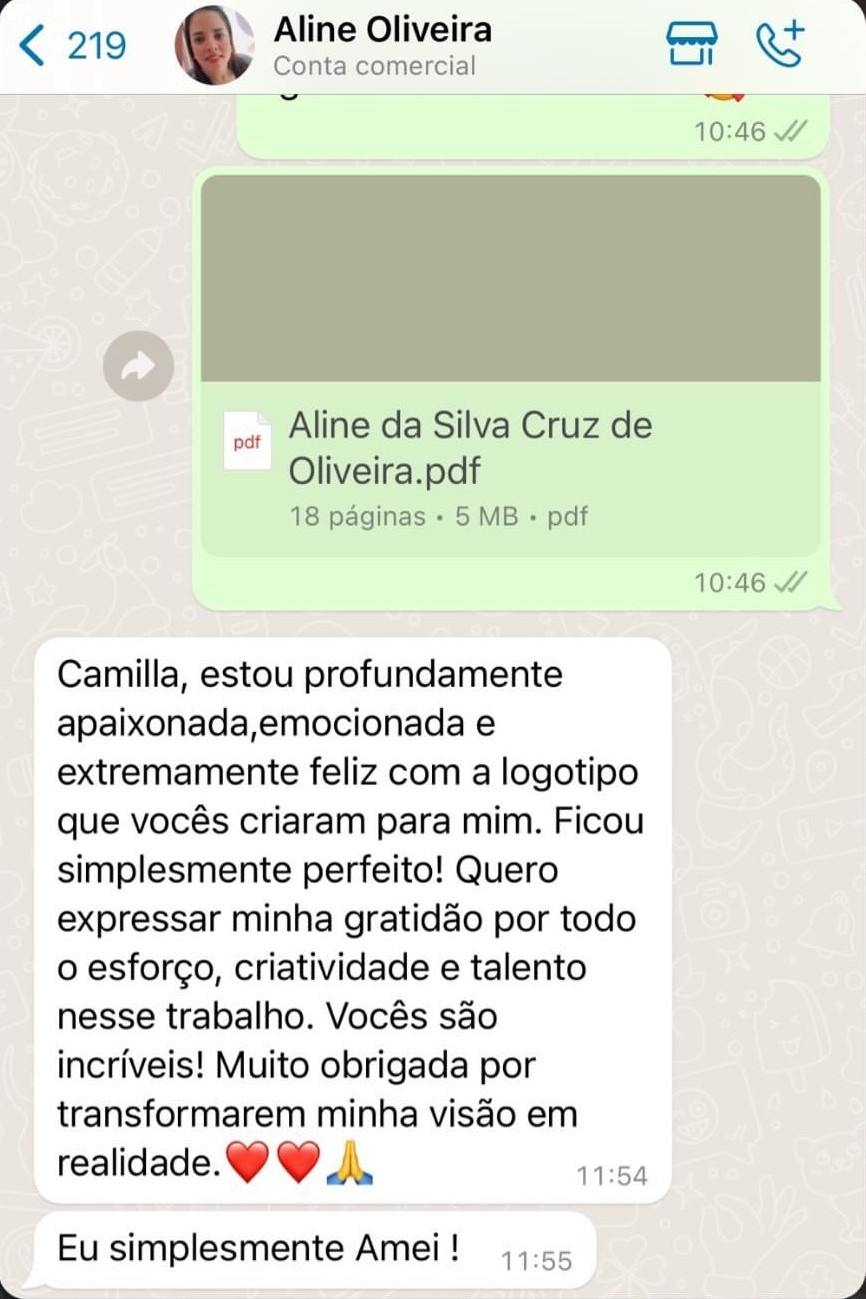 219
Aline Oliveira
Conta comercial
10:46
pdf
Aline da Silva Cruz de
Oliveira.pdf
18 páginas • 5 MB • pdf
10:46
Camilla, estou profundamente
apaixonada,emocionada e
extremamente feliz com a logotipo
que vocês criaram para mim. Ficou
simplesmente perfeito! Quero
expressar minha gratidão por todo
o esforço, criatividade e talento
nesse trabalho. Vocês são
incríveis! Muito obrigada por
transformarem minha visão em
realidade.❤️❤️🙏 11:54
Eu simplesmente Amei ! 11:55